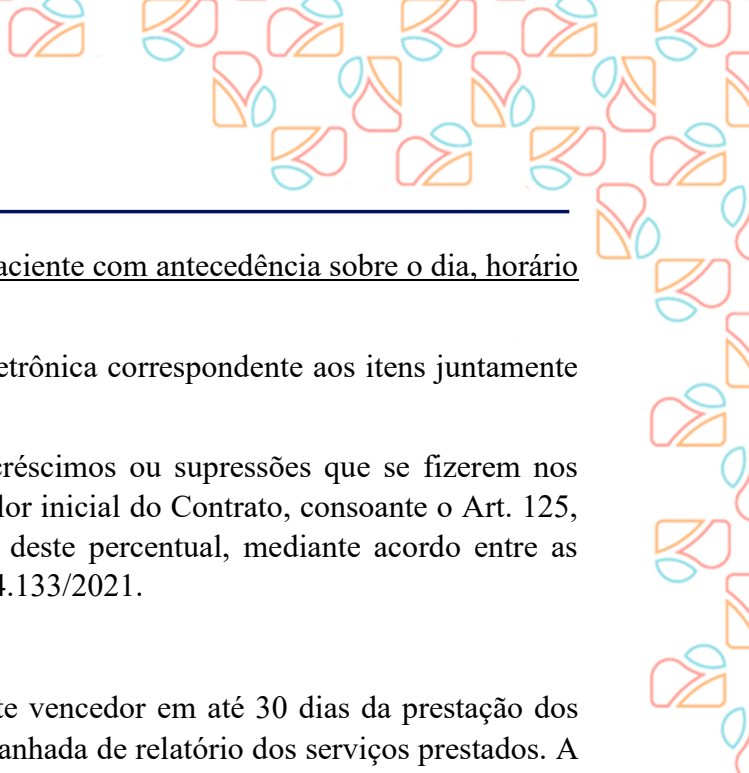 aciente com antecedência sobre o dia, horário
etrônica correspondente aos itens juntamente
réscimos ou supressões que se fizerem nos
lor inicial do Contrato, consoante o Art. 125,
deste percentual, mediante acordo entre as
4.133/2021.
te vencedor em até 30 dias da prestação dos
anhada de relatório dos serviços prestados. A